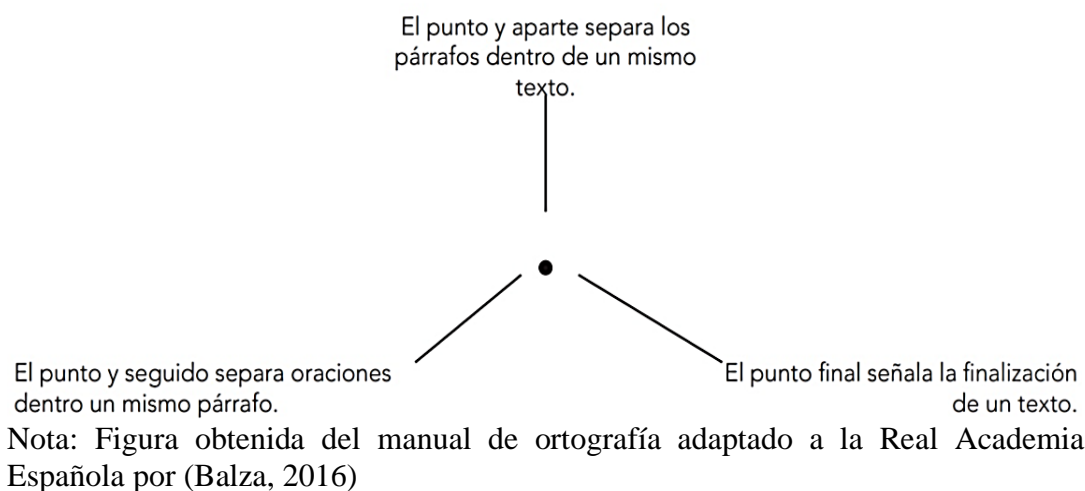 El punto y aparte separa los
párrafos dentro de un mismo
texto.
El punto y seguido separa oraciones
dentro un mismo párrafo.
El punto final señala la finalización
de un texto.
Nota: Figura obtenida del manual de ortografía adaptado a la Real Academia
Española por (Balza, 2016)